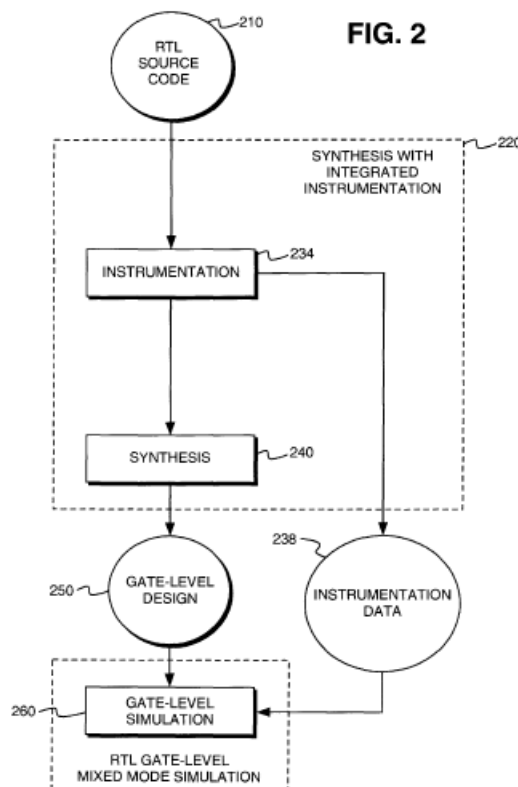 FIG. 2
210
RTL
SOURCE
CODE
220
SYNTHESIS WITH
INTEGRATED
INSTRUMENTATION
234
INSTRUMENTATION
SYNTHESIS
240
238
250
GATE-LEVEL
DESIGN
INSTRUMENTATION
DATA
260
GATE-LEVEL
SIMULATION
RTL GATE-LEVEL
MIXED MODE SIMULATION